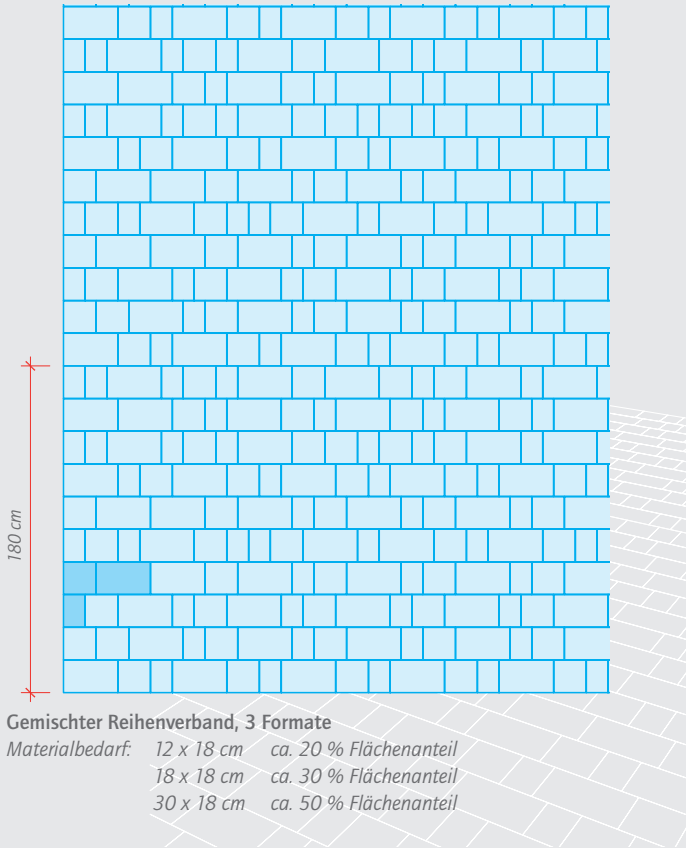 180 cm
Gemischter Reihenverband, 3 Formate
Materialbedarf: 12 x 18 cm ca. 20 % Flächenanteil
18 x 18 cm ca. 30 % Flächenanteil
30 x 18 cm ca. 50 % Flächenanteil